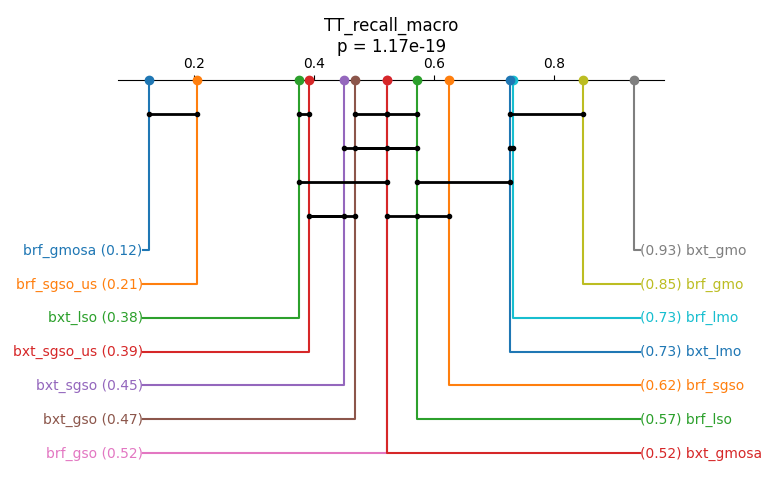 TT_recall_macro
p = 1.17e-19
0.2 0.4 0.6 0.8
brf_gmosa (0.12) (0.93) bxt_gmo
brf_sgso_us (0.21) (0.85) brf_gmo
bxt_lso (0.38) (0.73) brf_lmo
bxt_sgso_us (0.39) (0.73) bxt_lmo
bxt_sgso (0.45) (0.62) brf_sgso
bxt_gso (0.47) (0.57) brf_lso
brf_gso (0.52) (0.52) bxt_gmosa